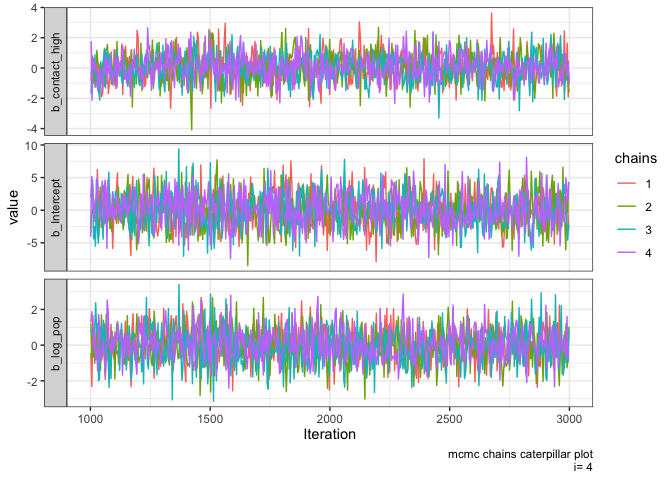 4
2
0
-2
-4
b_contact_high
10
5
0
-5
b_Intercept
2
0
-2
b_log_pop
value
1000
1500
2000
2500
3000
Iteration
chains
1
2
3
4
mcmc chains caterpillar plot
i= 4